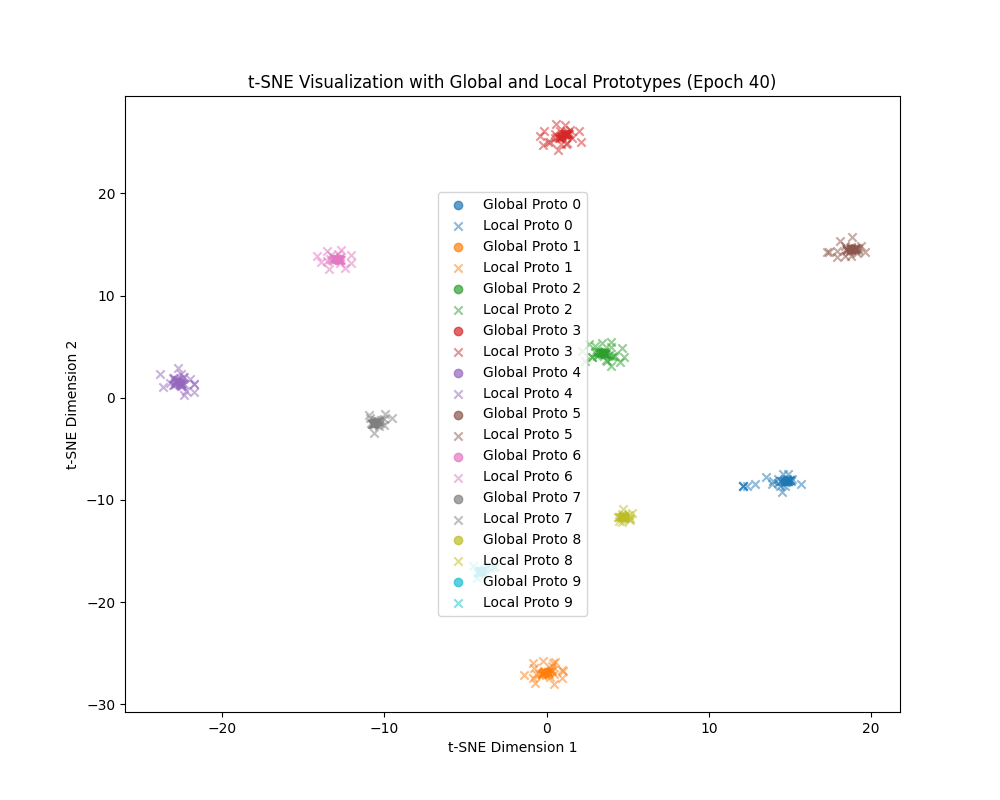 t-SNE Visualization with Global and Local Prototypes (Epoch 40)
20
10
0
−10
−20
−30
t-SNE Dimension 2
Global Proto 0
Local Proto 0
Global Proto 1
Local Proto 1
Global Proto 2
Local Proto 2
Global Proto 3
Local Proto 3
Global Proto 4
Local Proto 4
Global Proto 5
Local Proto 5
Global Proto 6
Local Proto 6
Global Proto 7
Local Proto 7
Global Proto 8
Local Proto 8
Global Proto 9
Local Proto 9
−20 −10 0 10 20
t-SNE Dimension 1